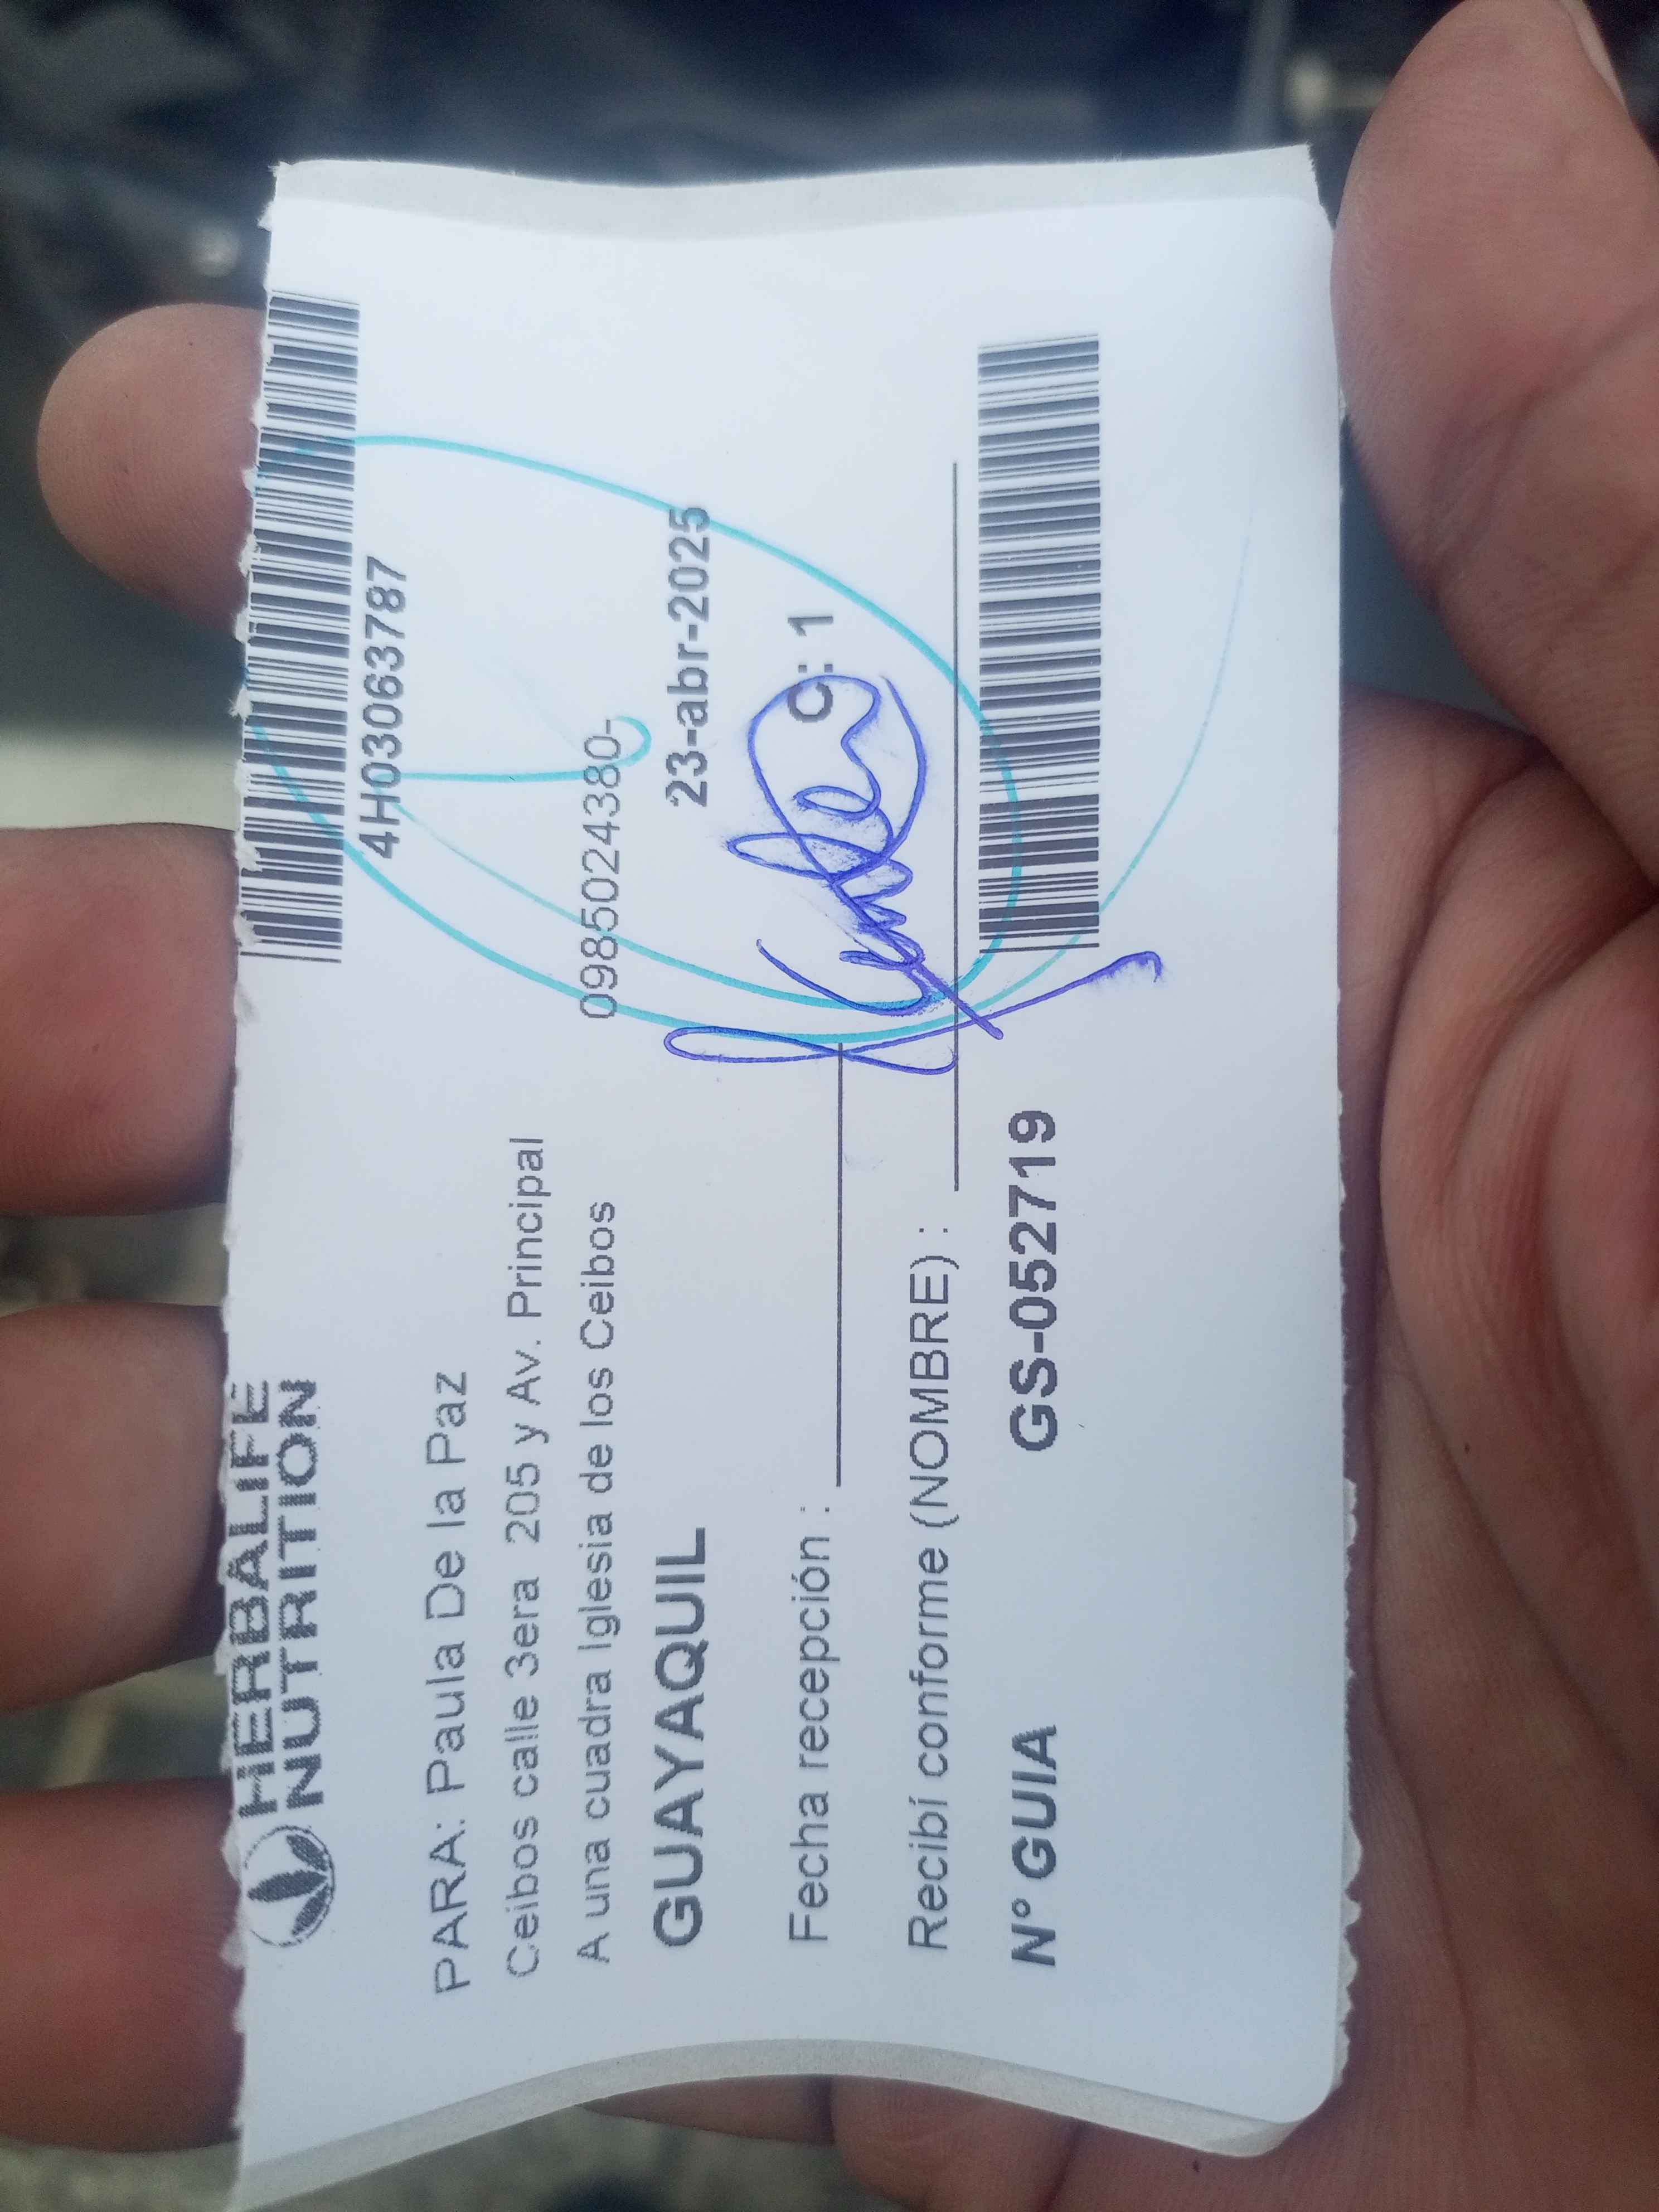 HERBALIFE
NUTRITION
4H03063787
PARA: Paula De la Paz
Ceibos calle 3era 205 y Av. Principal
A una cuadra Iglesia de los Ceibos
0985024380-
GUAYAQUIL
23-abr-2025
Fecha recepción :
C: 1
Recibí conforme (NOMBRE) :
Nº GUIA
GS-052719